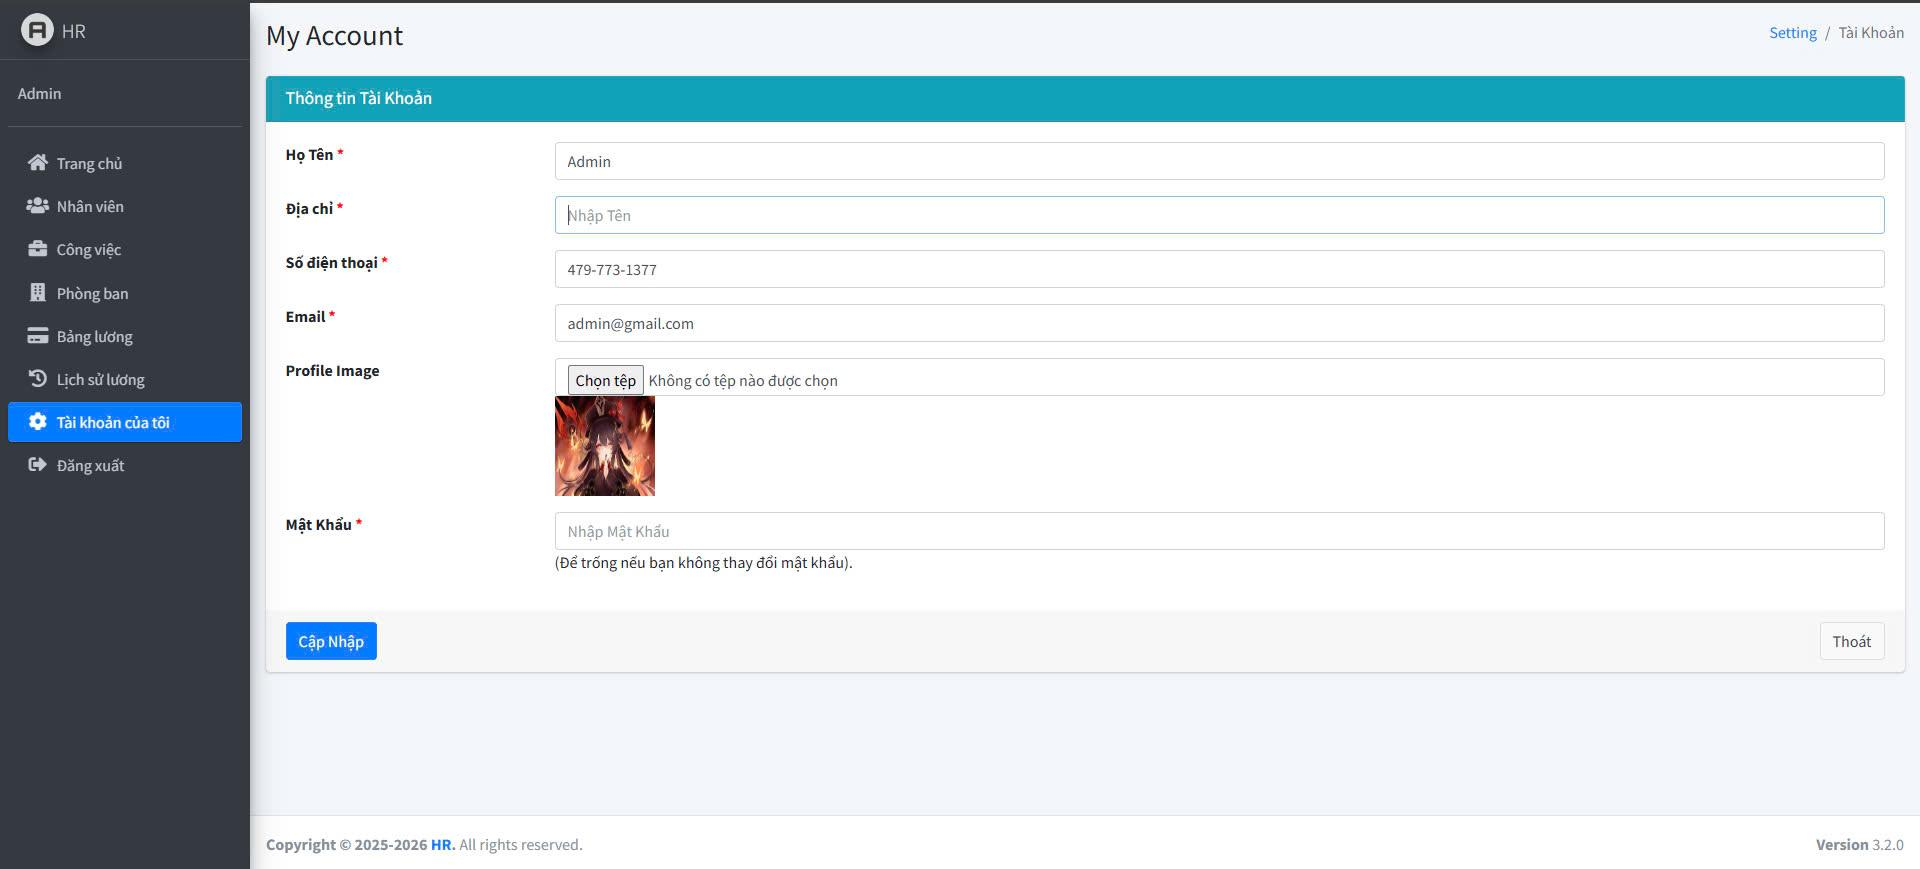 HR
Admin
Trang chủ
Nhân viên
Công việc
Phòng ban
Bảng lương
Lịch sử lương
Tài khoản của tôi
Đăng xuất
My Account
Setting / Tài Khoản
Thông tin Tài Khoản
Họ Tên *
Admin
Địa chỉ *
Nhập Tên
Số điện thoại *
479-773-1377
Email *
admin@gmail.com
Profile Image
Chọn tệp Không có tệp nào được chọn
Mật Khẩu *
Nhập Mật Khẩu
(Để trống nếu bạn không thay đổi mật khẩu).
Cập Nhập
Thoát
Copyright © 2025-2026 HR. All rights reserved.
Version 3.2.0